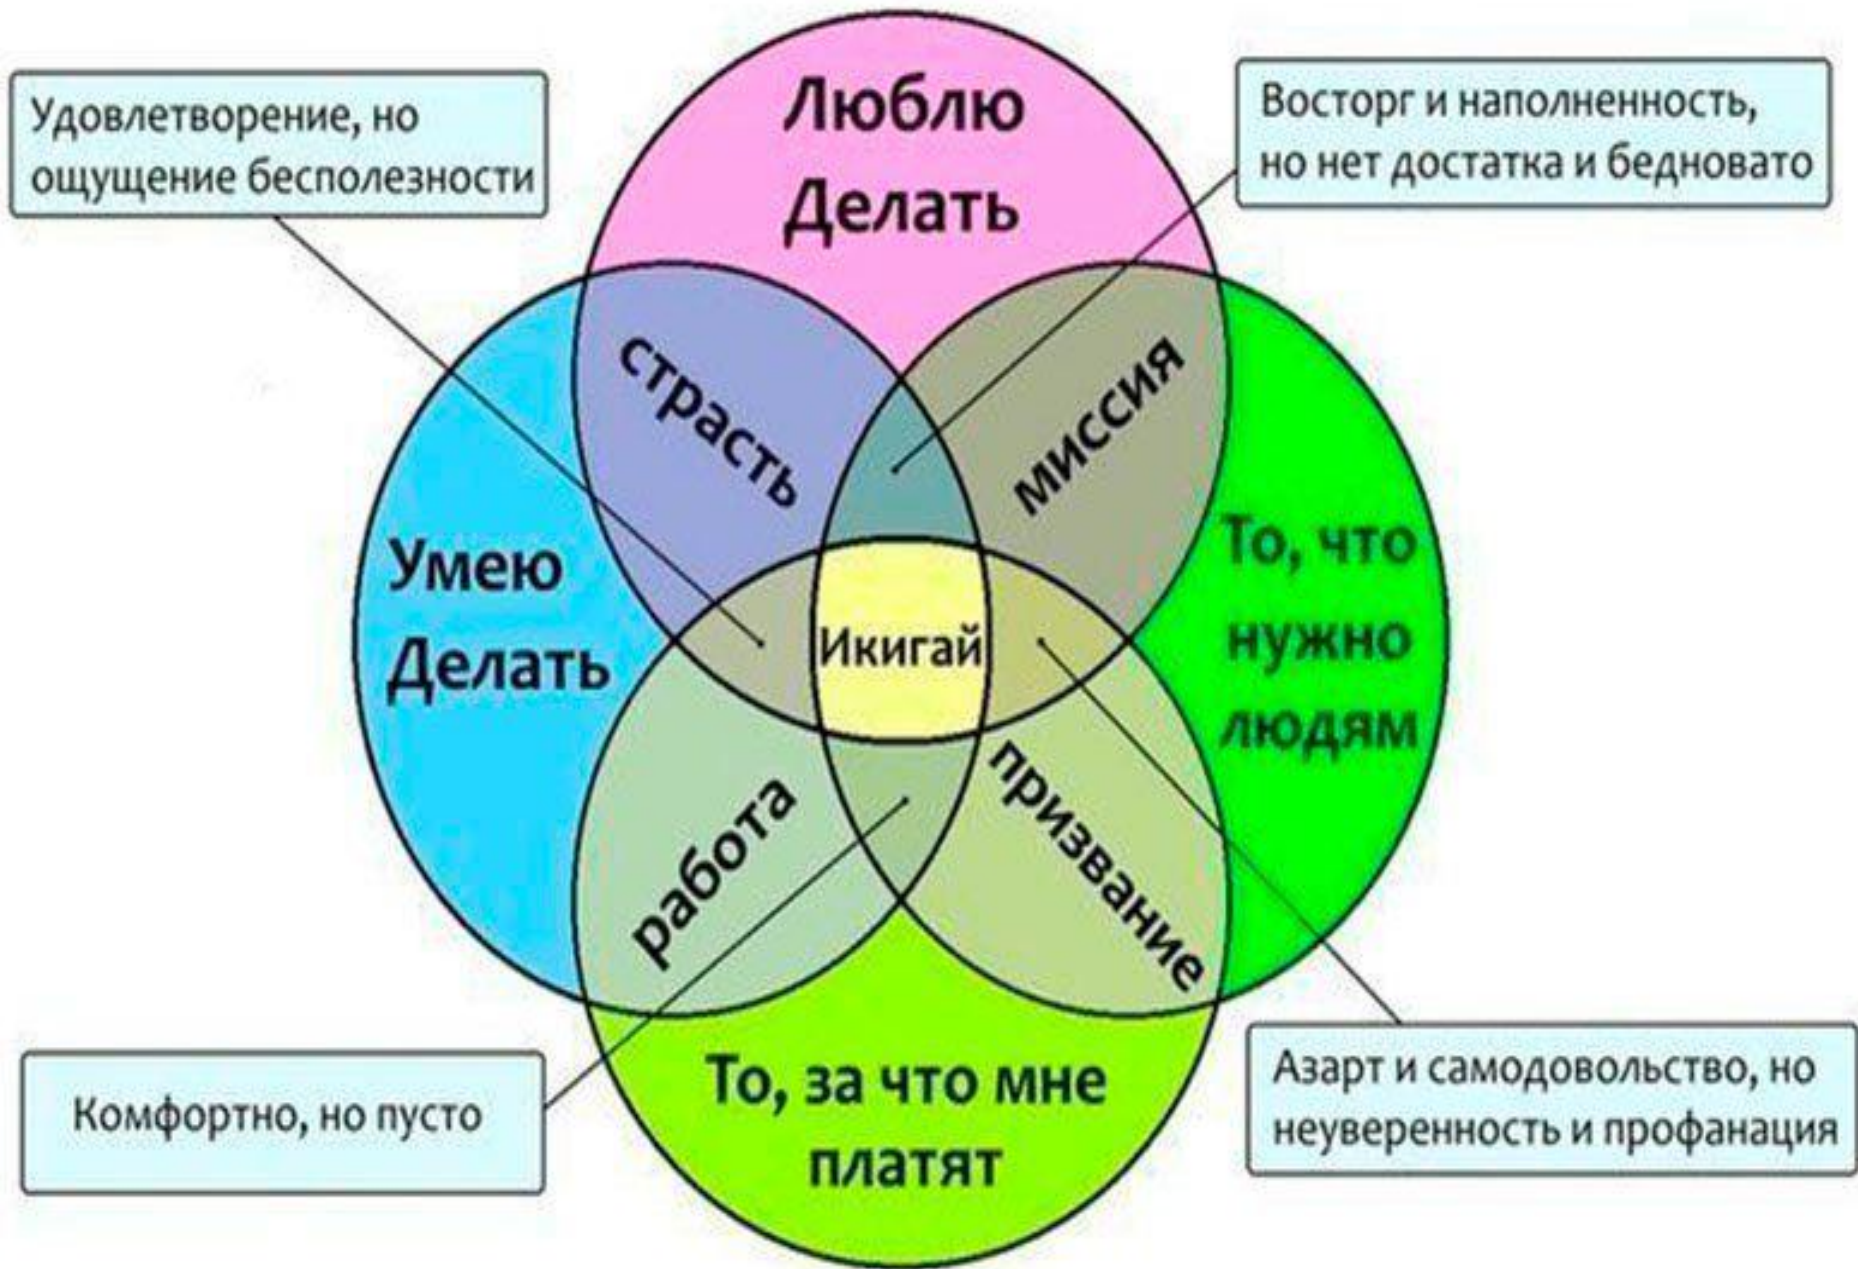 Люблю
Делать
Удовлетворение, но
ощущение бесполезности
Восторг и наполненность,
но нет достатка и бедновато
страсть
миссия
Умею
Делать
Икигай
То, что
нужно
людям
работа
призвание
То, за что мне
платят
Комфортно, но пусто
Азарт и самодовольство, но
неуверенность и профанация